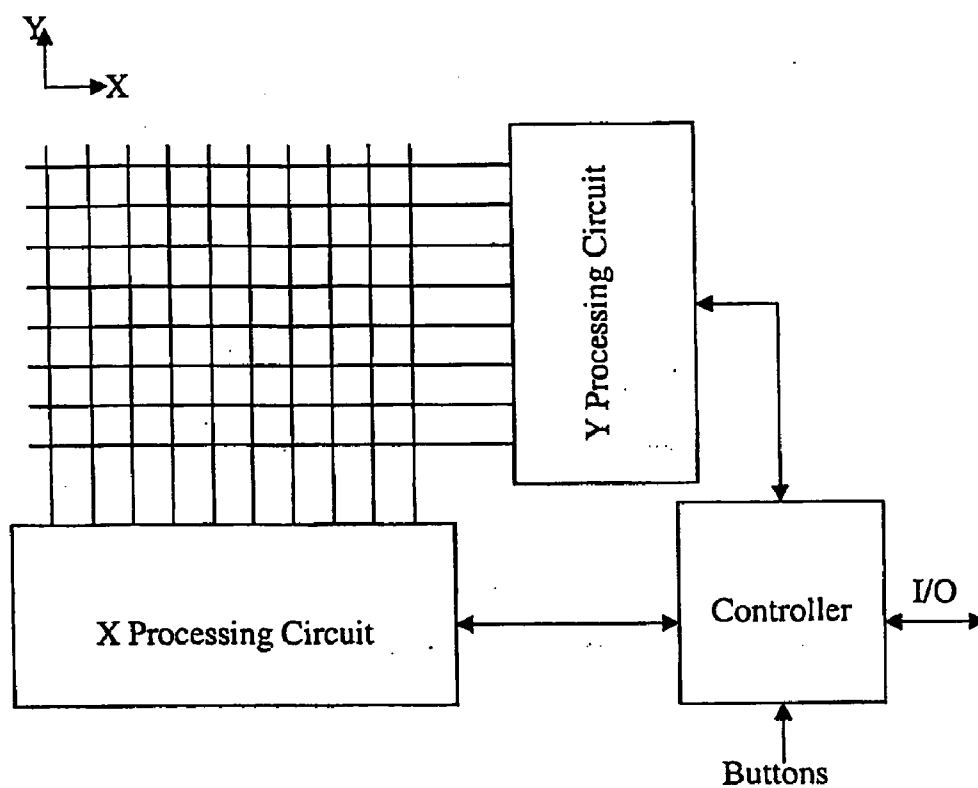 Y
X
Y Processing Circuit
X Processing Circuit
Controller
I/O
Buttons